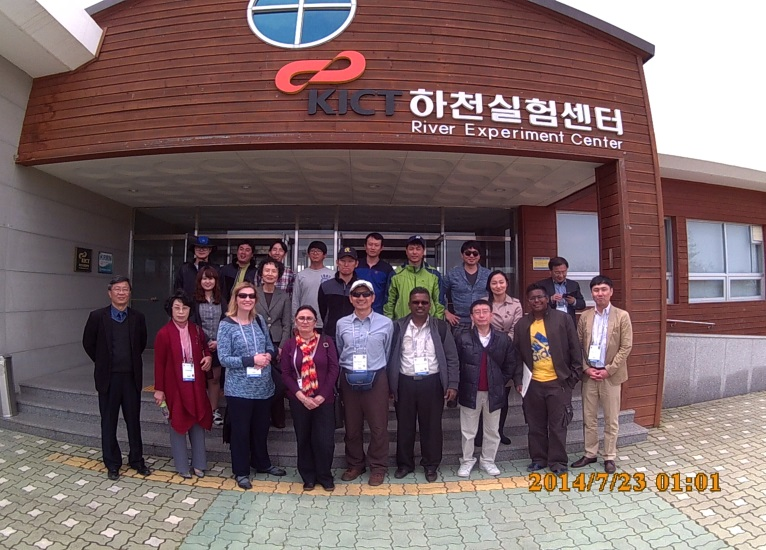 KICT 하천실험센터
River Experiment Center
2014/7/23 01:01